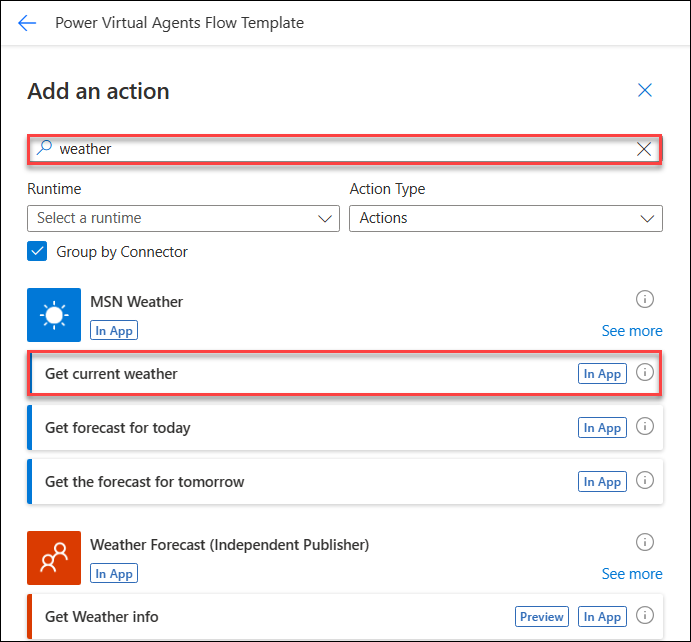 Power Virtual Agents Flow Template
Add an action
weather
Runtime Action Type
Select a runtime Actions
Group by Connector
MSN Weather
In App
See more
Get current weather In App
Get forecast for today In App
Get the forecast for tomorrow In App
Weather Forecast (Independent Publisher)
In App
See more
Get Weather info Preview In App